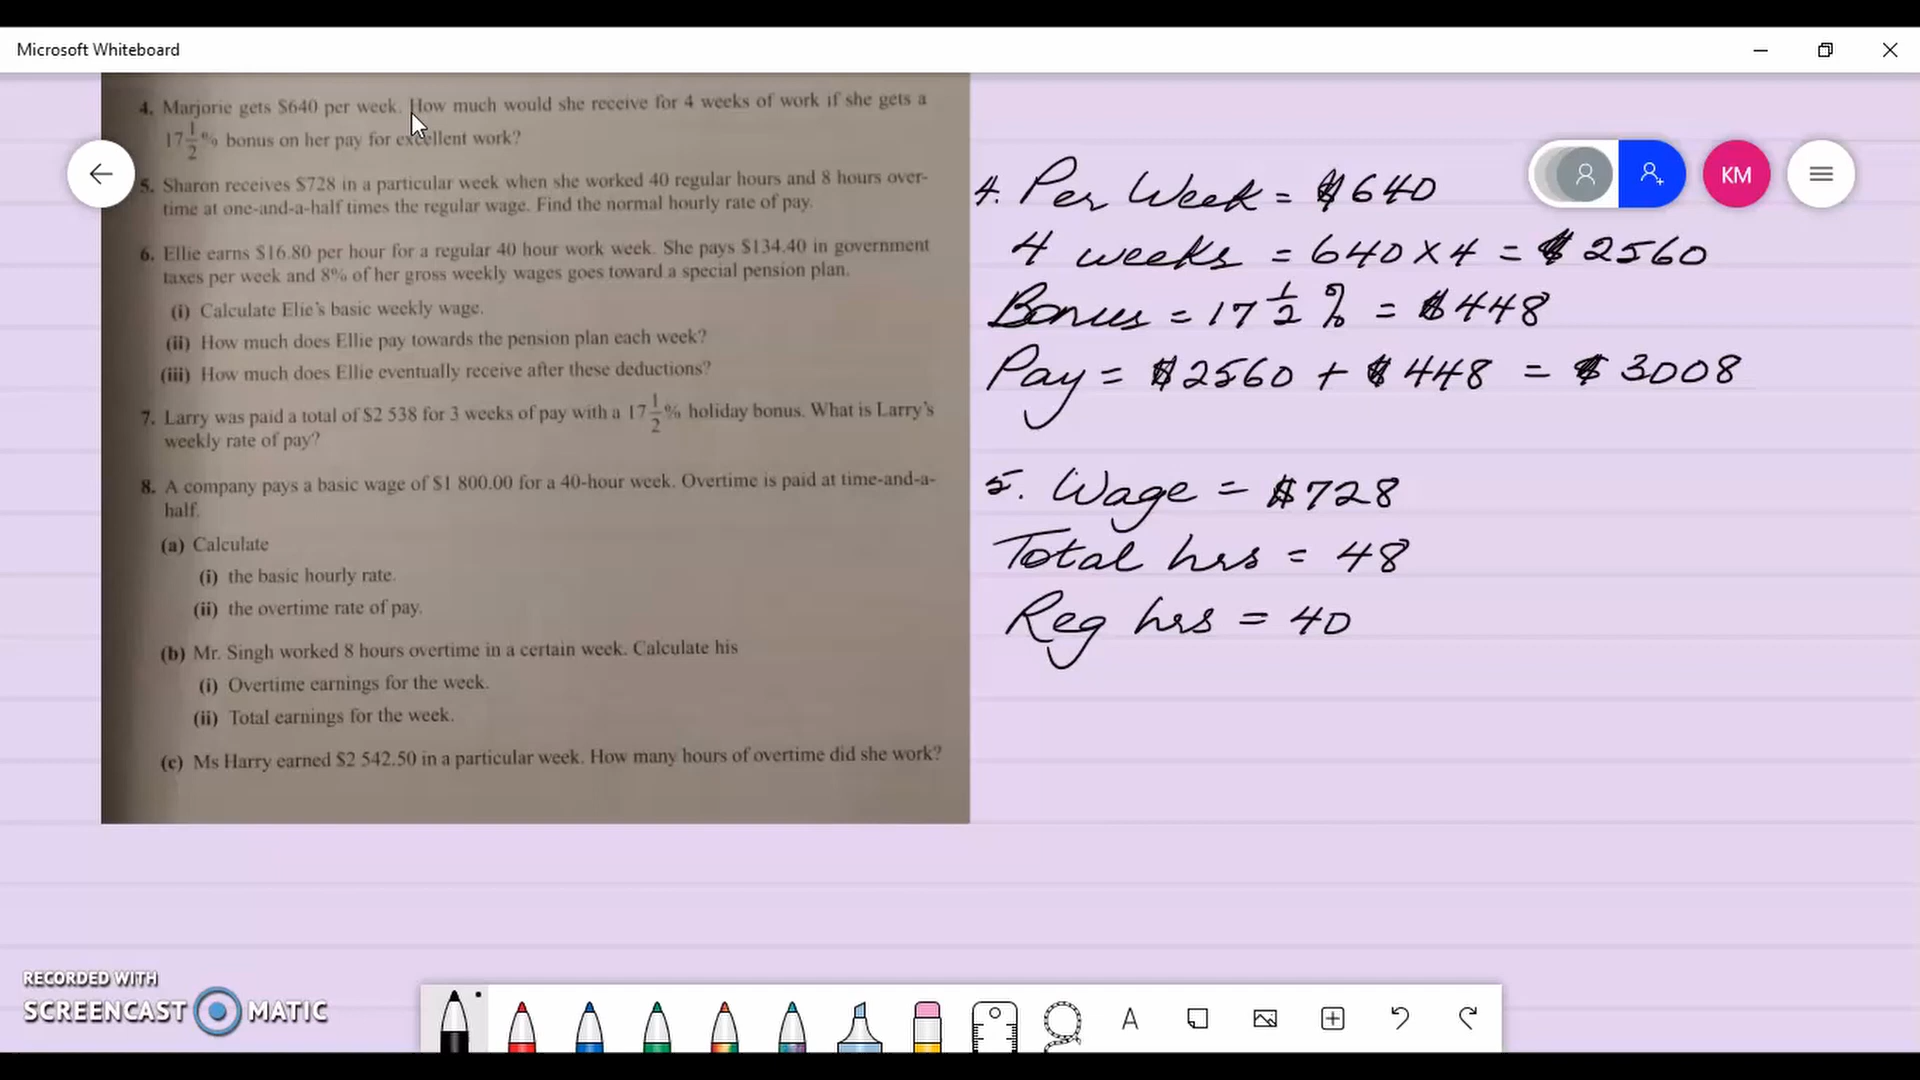 Microsoft Whiteboard
4. Marjorie gets $640 per week. How much would she receive for 4 weeks of work if she gets a
17 1/2 % bonus on her pay for excellent work?
5. Sharon receives $728 in a particular week when she worked 40 regular hours and 8 hours over-
time at one-and-a-half times the regular wage. Find the normal hourly rate of pay.
6. Ellie earns $16.80 per hour for a regular 40 hour work week. She pays $134.40 in government
taxes per week and 8% of her gross weekly wages goes toward a special pension plan.
(i) Calculate Elie's basic weekly wage.
(ii) How much does Ellie pay towards the pension plan each week?
(iii) How much does Ellie eventually receive after these deductions?
7. Larry was paid a total of $2 538 for 3 weeks of pay with a 17 1/2 % holiday bonus. What is Larry's
weekly rate of pay?
8. A company pays a basic wage of $1 800.00 for a 40-hour week. Overtime is paid at time-and-a-
half.
(a) Calculate
(i) the basic hourly rate.
(ii) the overtime rate of pay.
(b) Mr. Singh worked 8 hours overtime in a certain week. Calculate his
(i) Overtime earnings for the week.
(ii) Total earnings for the week.
(c) Ms Harry earned $2 542.50 in a particular week. How many hours of overtime did she work?
4. Per Week = $640
4 weeks = 640 × 4 = $2560
Bonus = 17 1/2 % = $448
Pay = $2560 + $448 = $3008
5. Wage = $728
Total hrs = 48
Reg hrs = 40
KM
RECORDED WITH
SCREENCAST MATIC
A